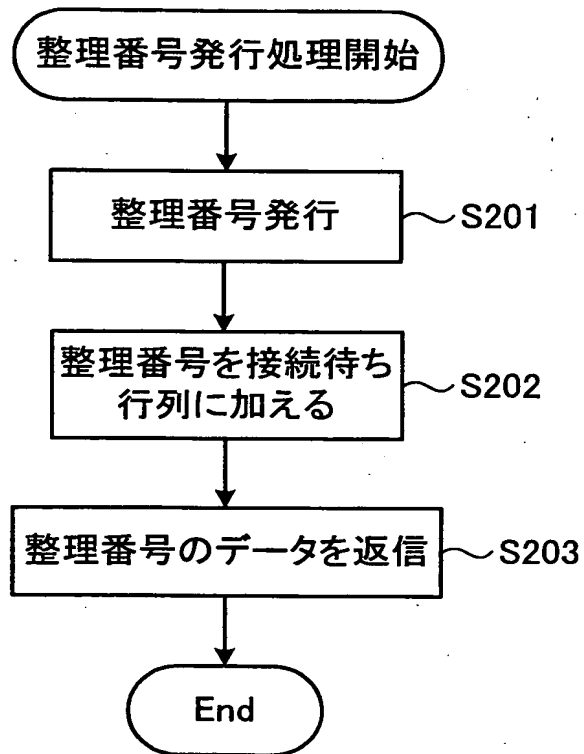 整理番号発行処理開始
整理番号発行
S201
整理番号を接続待ち
行列に加える
S202
整理番号のデータを返信
S203
End